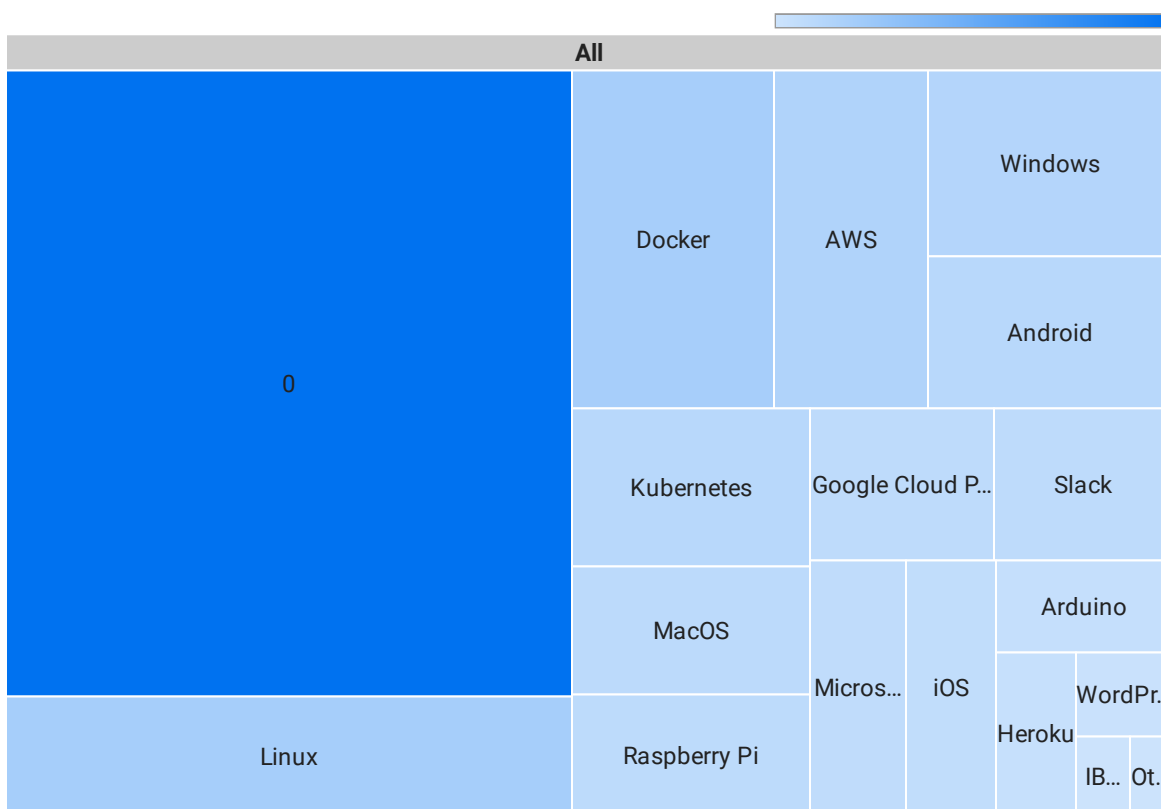 All
0
Docker
AWS
Windows
Android
Kubernetes
Google Cloud P...
Slack
MacOS
Micros...
iOS
Arduino
Linux
Raspberry Pi
Heroku
WordPr.
IB...
Ot.